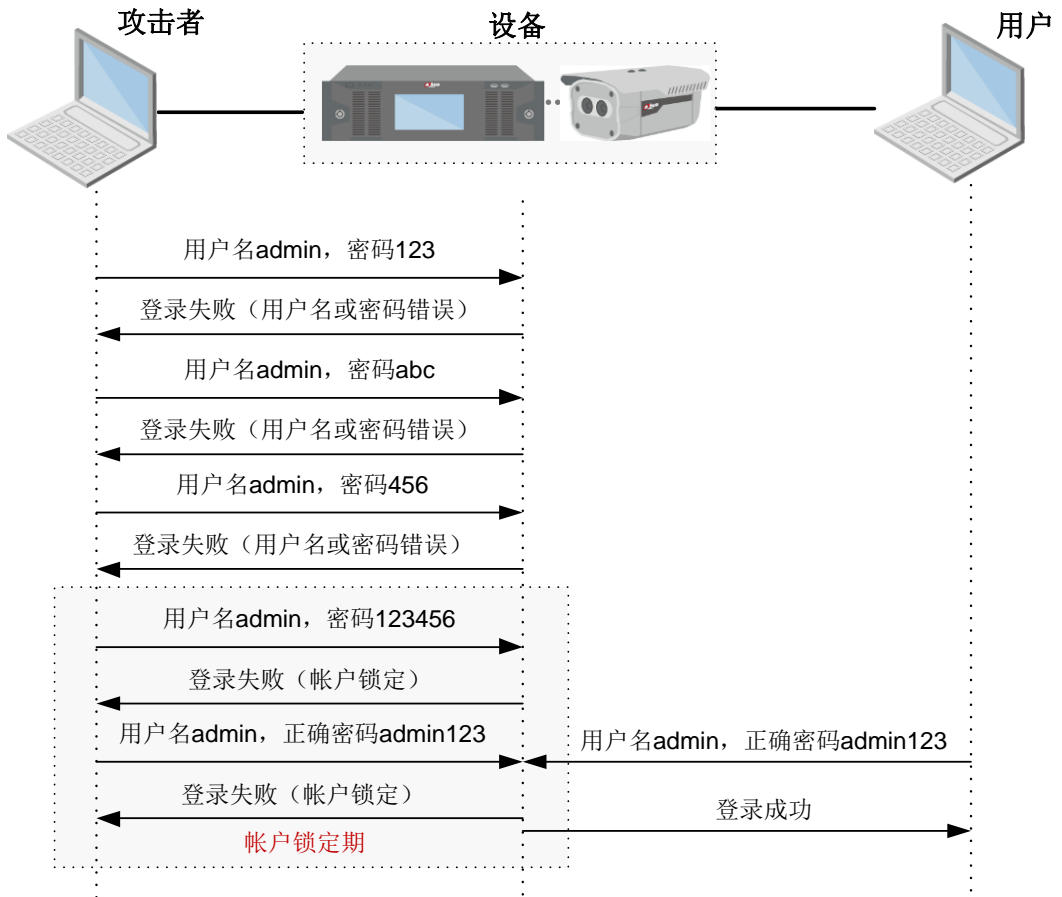 攻击者
设备
用户
用户名admin，密码123
登录失败（用户名或密码错误）
用户名admin，密码abc
登录失败（用户名或密码错误）
用户名admin，密码456
登录失败（用户名或密码错误）
用户名admin，密码123456
登录失败（帐户锁定）
用户名admin，正确密码admin123
用户名admin，正确密码admin123
登录失败（帐户锁定）
登录成功
帐户锁定期